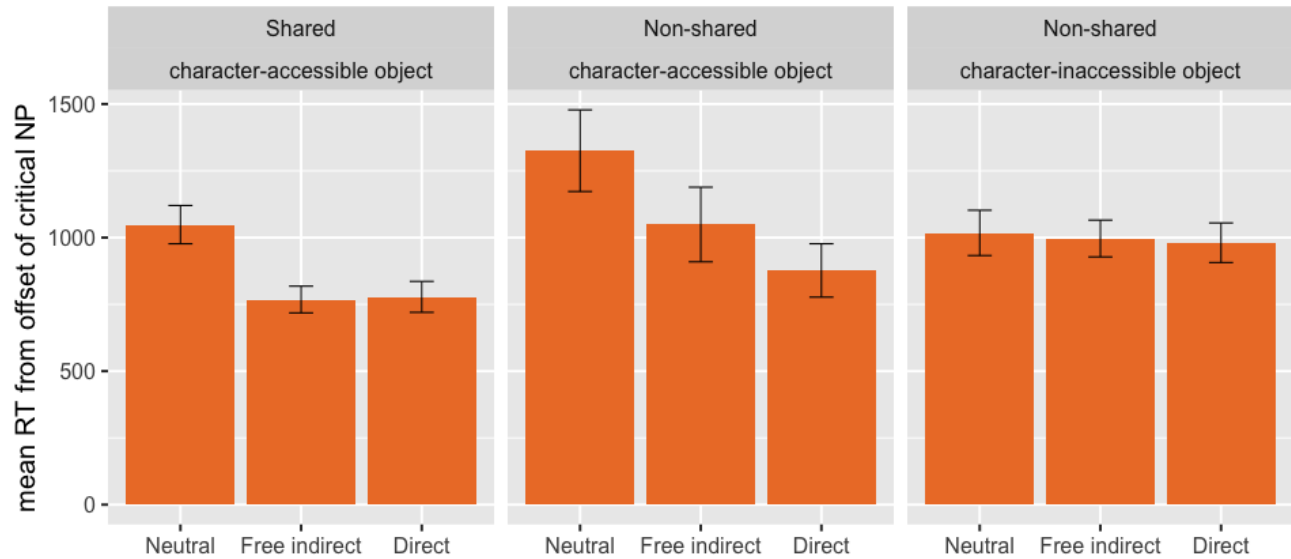 Shared
character-accessible object
Non-shared
character-accessible object
Non-shared
character-inaccessible object
mean RT from offset of critical NP
1500
1000
500
0
Neutral Free indirect Direct
Neutral Free indirect Direct
Neutral Free indirect Direct